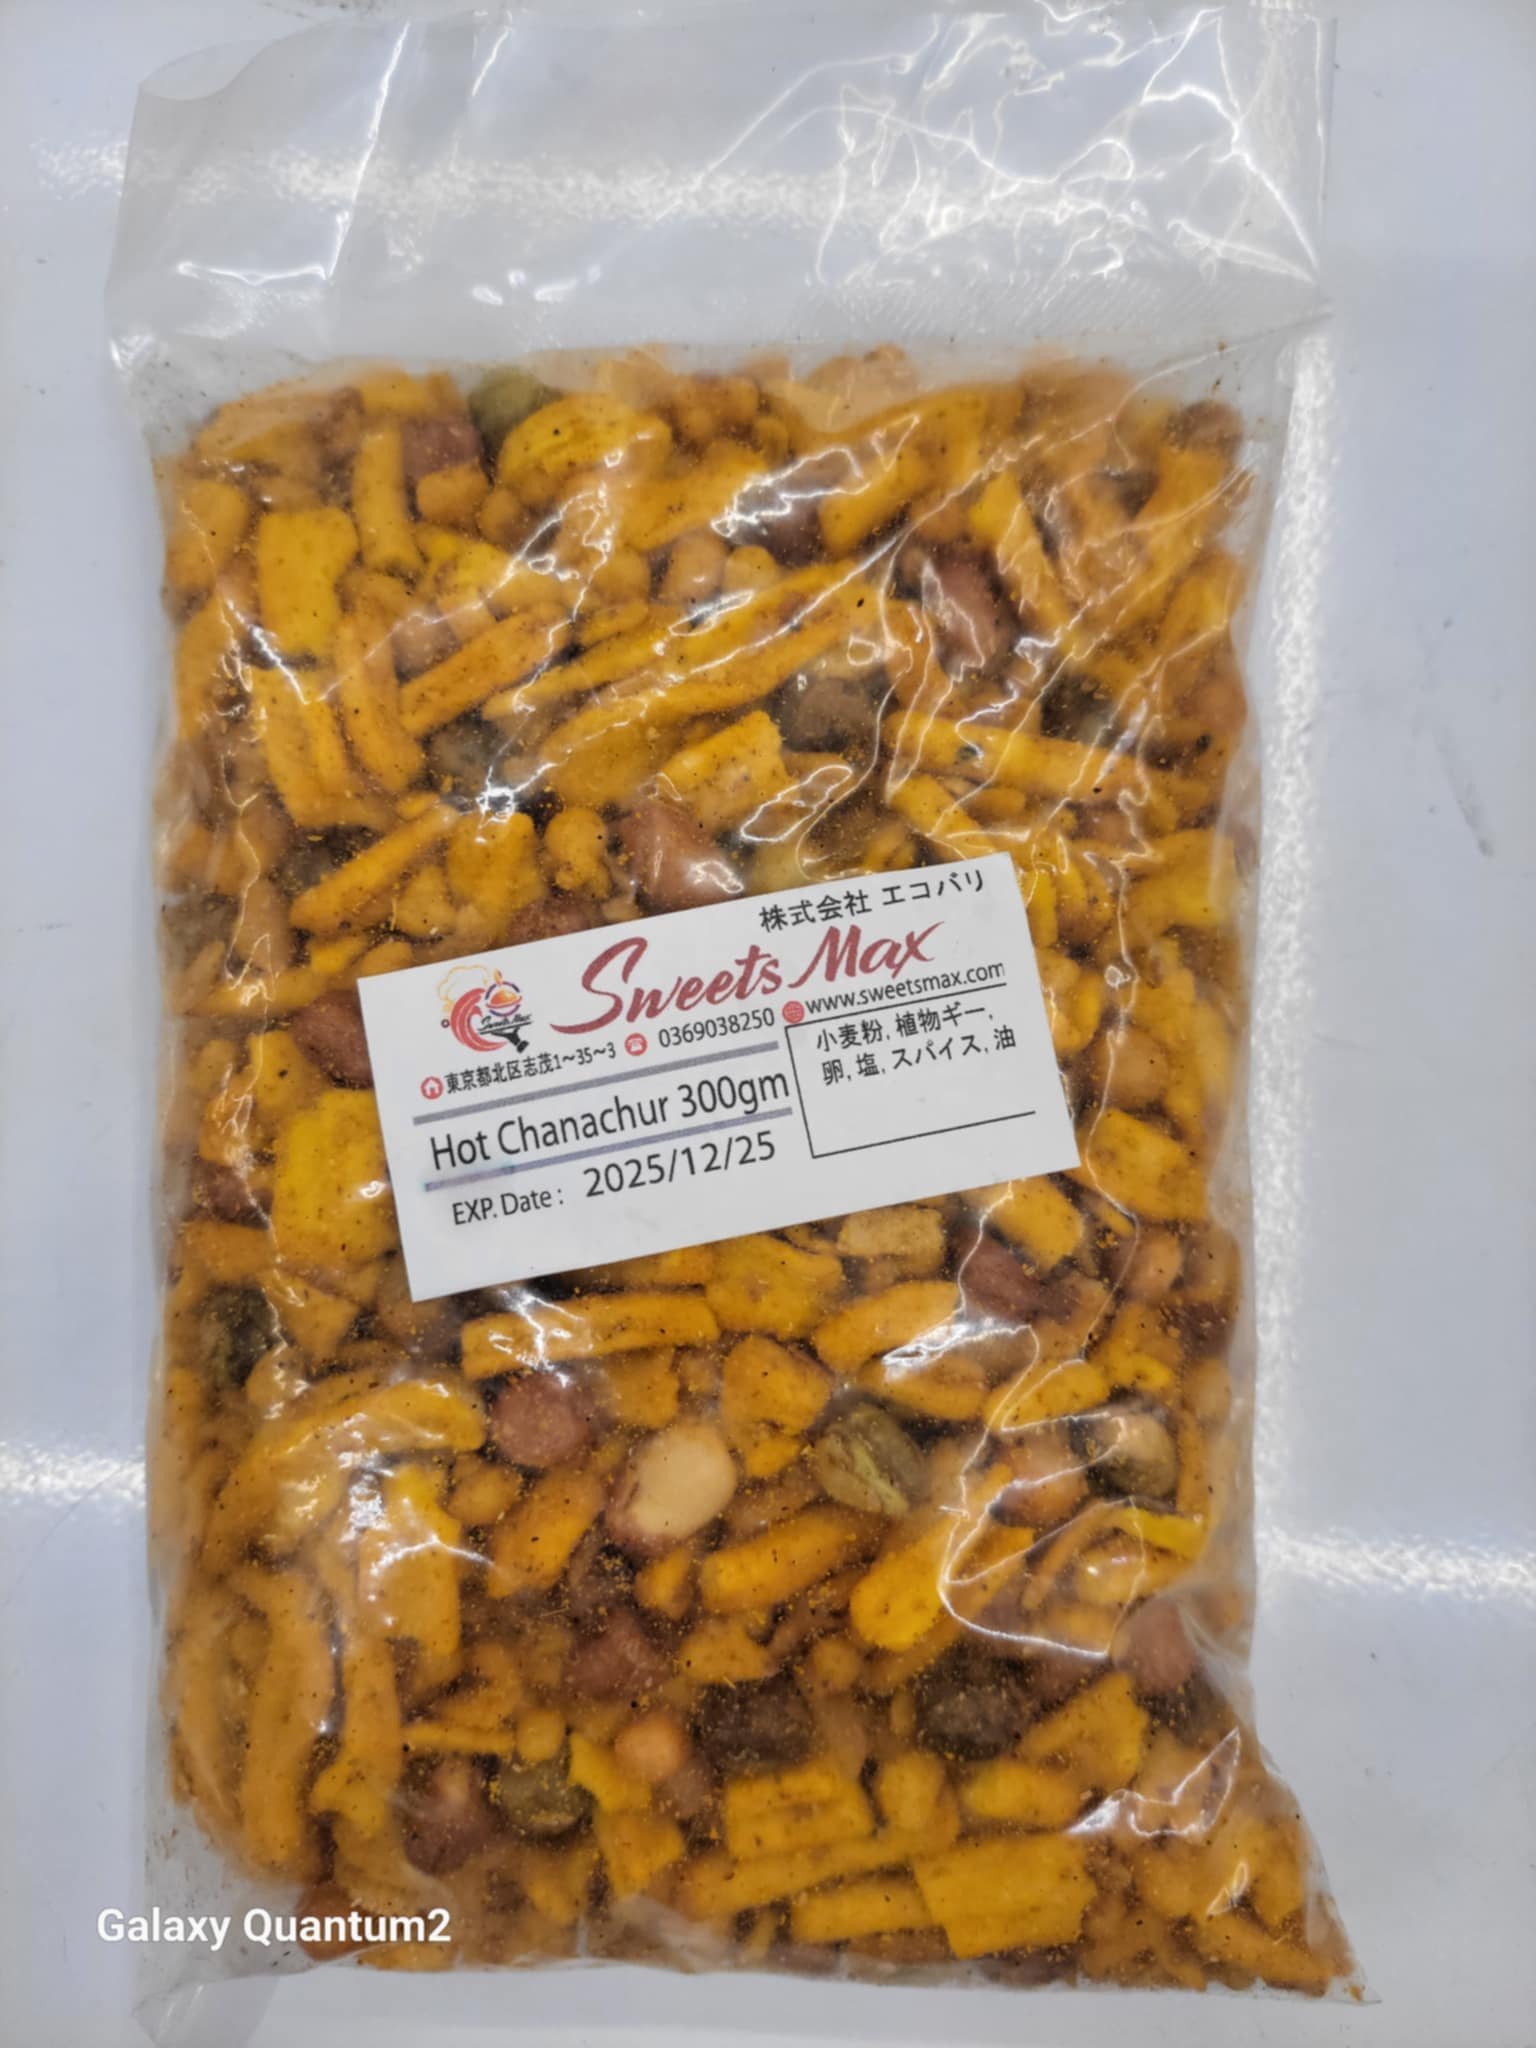 株式会社 エコバリ
Sweets Max
Sweets Max
東京都北区志茂1~35~3
0369038250
www.sweetsmax.com
Hot Chanachur 300gm
EXP. Date : 2025/12/25
小麦粉, 植物ギー,
卵, 塩, スパイス, 油
Galaxy Quantum2